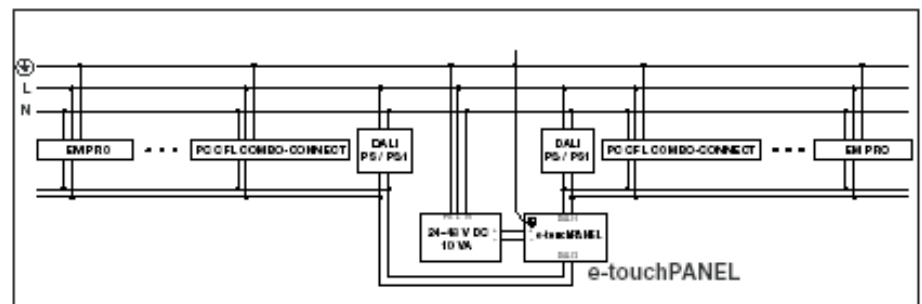 L
N
EM PRO
PC CFL COMBO-CONNECT
DALI
PS / PS1
DALI
PS / PS1
PC CFL COMBO-CONNECT
EM PRO
24-48 V DC
10 VA
e-touchPANEL
e-touchPANEL